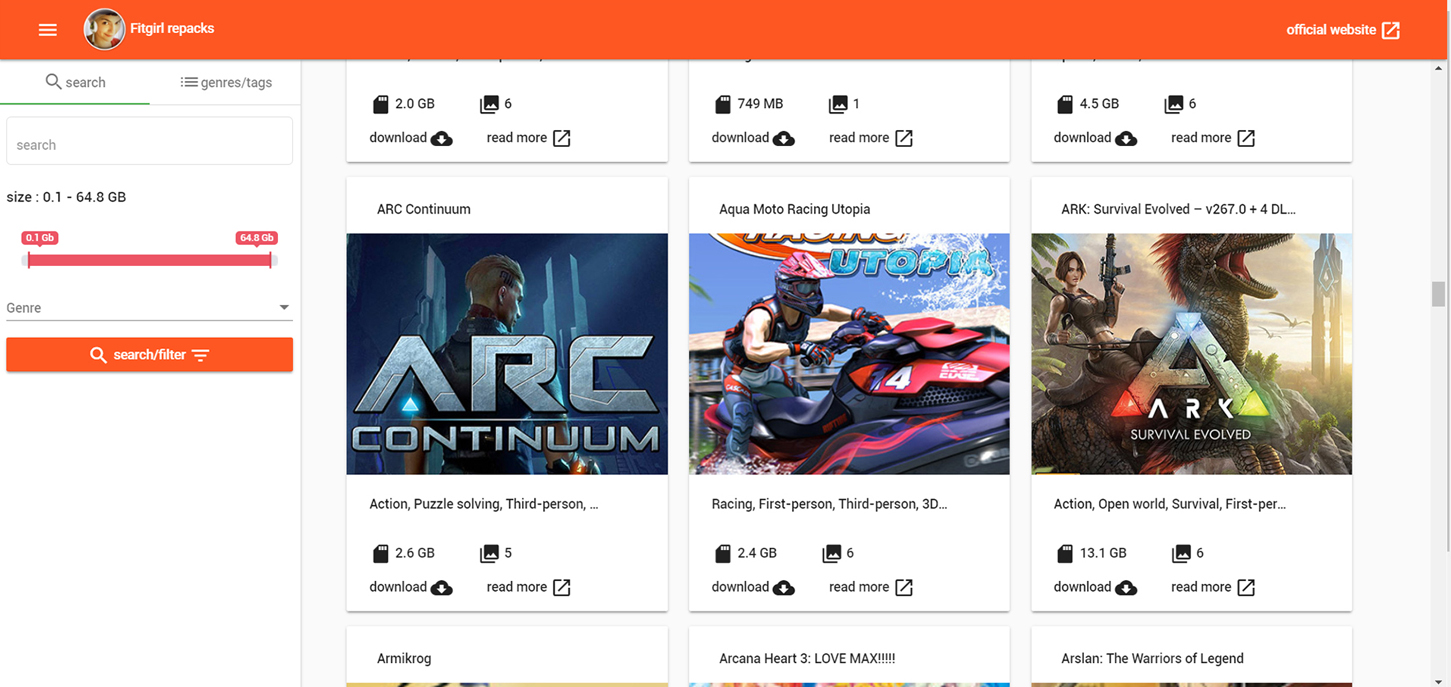 Fitgirl repacks
official website
search
genres/tags
search
size : 0.1 - 64.8 GB
0.1 Gb
64.8 Gb
Genre
search/filter
2.0 GB 6
download read more
749 MB 1
download read more
4.5 GB 6
download read more
ARC Continuum
ARC
CONTINUUM
Action, Puzzle solving, Third-person, ...
2.6 GB 5
download read more
Aqua Moto Racing Utopia
RACING
UTOPIA
74
Racing, First-person, Third-person, 3D...
2.4 GB 6
download read more
ARK: Survival Evolved – v267.0 + 4 DL...
ARK
SURVIVAL EVOLVED
Action, Open world, Survival, First-per...
13.1 GB 6
download read more
Armikrog
Arcana Heart 3: LOVE MAX!!!!!
Arslan: The Warriors of Legend